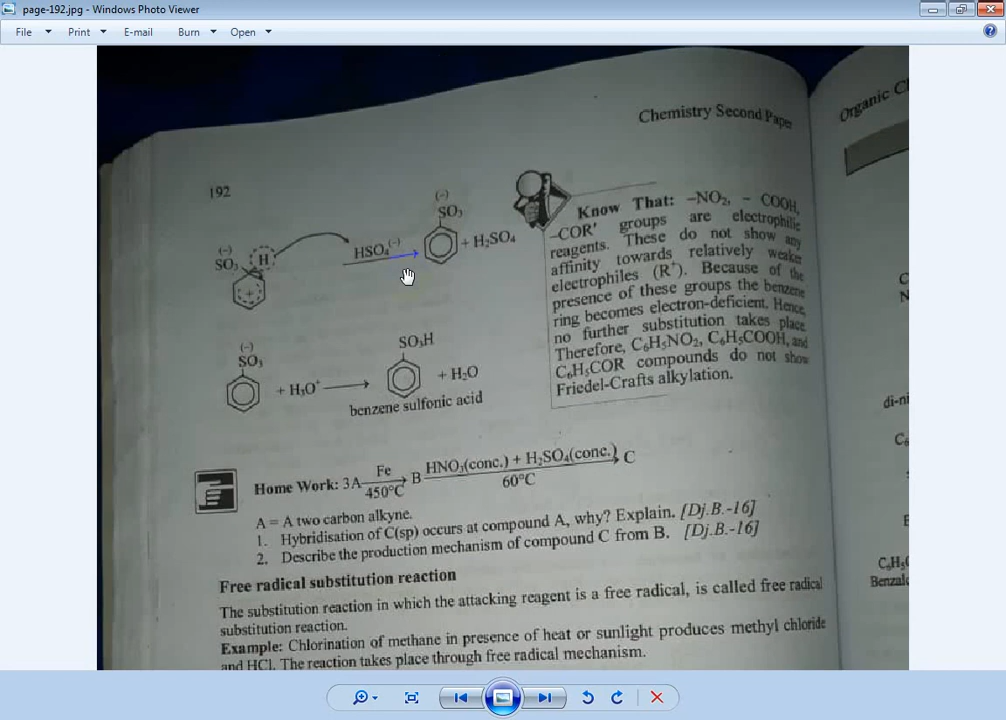 page-192.jpg - Windows Photo Viewer
File Print E-mail Burn Open
Chemistry Second Paper
Organic C
192
(-)
SO3
H
+
HSO4(-)
(-)
SO3
+ H2SO4
Know That: –NO2, – COOH,
–COR' groups are electrophilic
reagents. These do not show any
affinity towards relatively weaker
electrophiles (R+). Because of the
presence of these groups the benzene
ring becomes electron-deficient. Hence,
no further substitution takes place.
Therefore, C6H5NO2, C6H5COOH, and
C6H5COR compounds do not show
Friedel-Crafts alkylation.
(-)
SO3
+ H3O+
SO3H
+ H2O
benzene sulfonic acid
di-ni
Home Work: 3A Fe 450°C B HNO3(conc.) + H2SO4(conc.) 60°C C
A = A two carbon alkyne.
1. Hybridisation of C(sp) occurs at compound A, why? Explain. [Dj.B.-16]
2. Describe the production mechanism of compound C from B. [Dj.B.-16]
Free radical substitution reaction
The substitution reaction in which the attacking reagent is a free radical, is called free radical
substitution reaction.
Example: Chlorination of methane in presence of heat or sunlight produces methyl chloride
and HCl. The reaction takes place through free radical mechanism.
C6H5C
Benzal